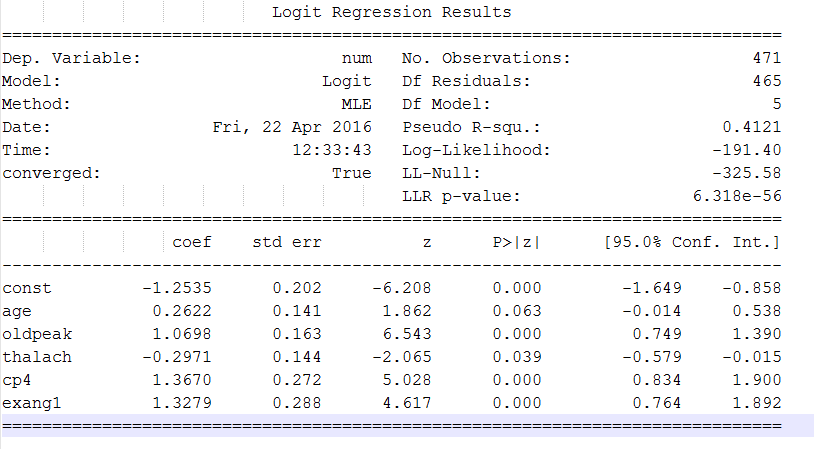 Logit Regression Results
==============================================================================
Dep. Variable:                    num   No. Observations:                  471
Model:                          Logit   Df Residuals:                      465
Method:                           MLE   Df Model:                            5
Date:                Fri, 22 Apr 2016   Pseudo R-squ.:                  0.4121
Time:                        12:33:43   Log-Likelihood:                -191.40
converged:                       True   LL-Null:                       -325.58
                                        LLR p-value:                 6.318e-56
==============================================================================
                 coef    std err          z      P>|z|      [95.0% Conf. Int.]
------------------------------------------------------------------------------
const         -1.2535      0.202     -6.208      0.000        -1.649    -0.858
age            0.2622      0.141      1.862      0.063        -0.014     0.538
oldpeak        1.0698      0.163      6.543      0.000         0.749     1.390
thalach       -0.2971      0.144     -2.065      0.039        -0.579    -0.015
cp4            1.3670      0.272      5.028      0.000         0.834     1.900
exang1         1.3279      0.288      4.617      0.000         0.764     1.892
==============================================================================